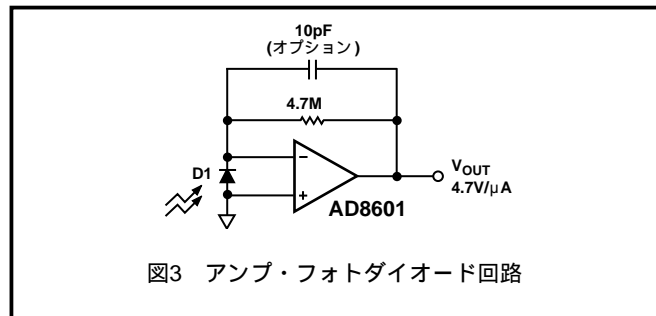 10pF
(オプション)
4.7M
−
D1
+
AD8601
VOUT
4.7V/μA
図3 アンプ・フォトダイオード回路